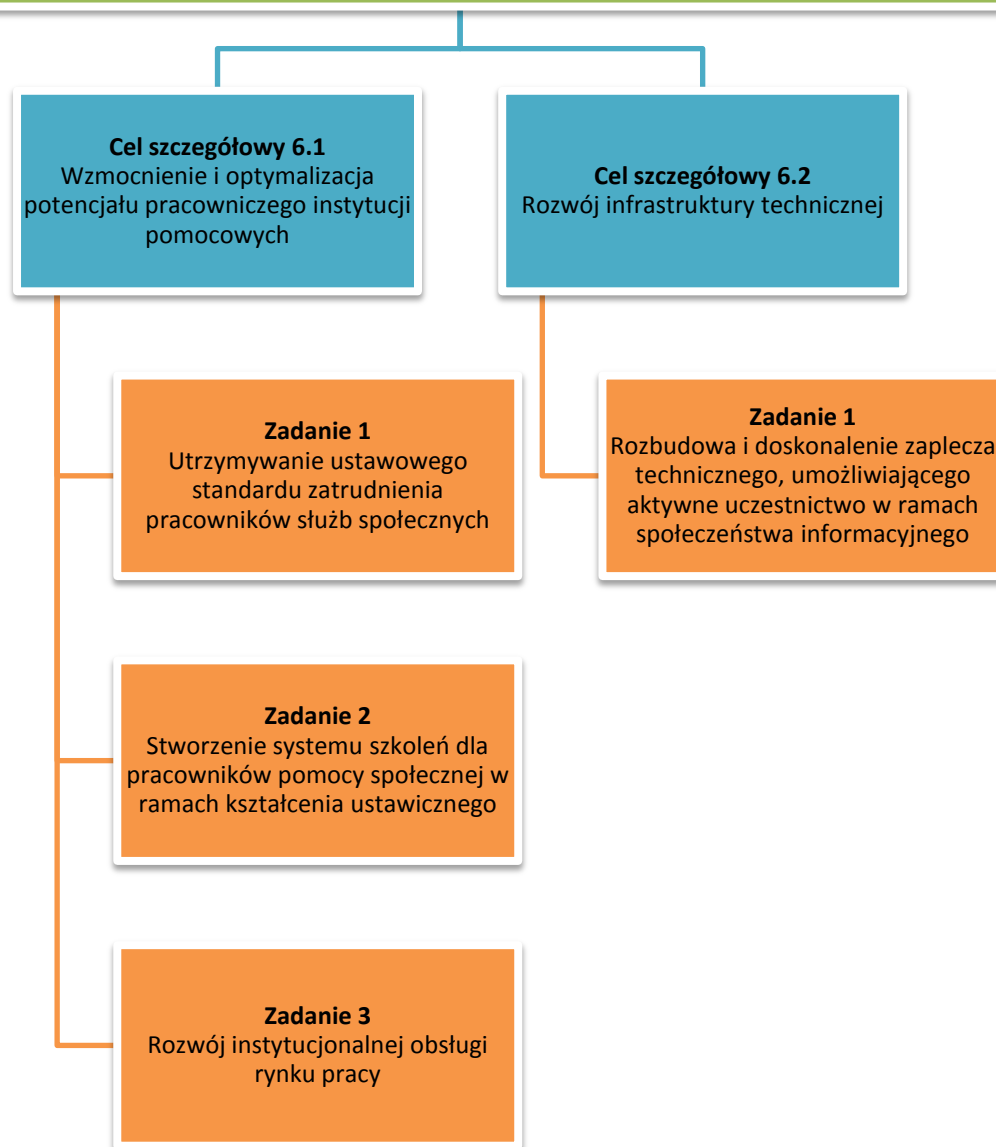 Cel szczegółowy 6.1
Wzmocnienie i optymalizacja
potencjału pracowniczego instytucji
pomocowych
Cel szczegółowy 6.2
Rozwój infrastruktury technicznej
Zadanie 1
Utrzymywanie ustawowego
standardu zatrudnienia
pracowników służb społecznych
Zadanie 2
Stworzenie systemu szkoleń dla
pracowników pomocy społecznej w
ramach kształcenia ustawicznego
Zadanie 3
Rozwój instytucjonalnej obsługi
rynku pracy
Zadanie 1
Rozbudowa i doskonalenie zaplecza
technicznego, umożliwiającego
aktywne uczestnictwo w ramach
społeczeństwa informacyjnego